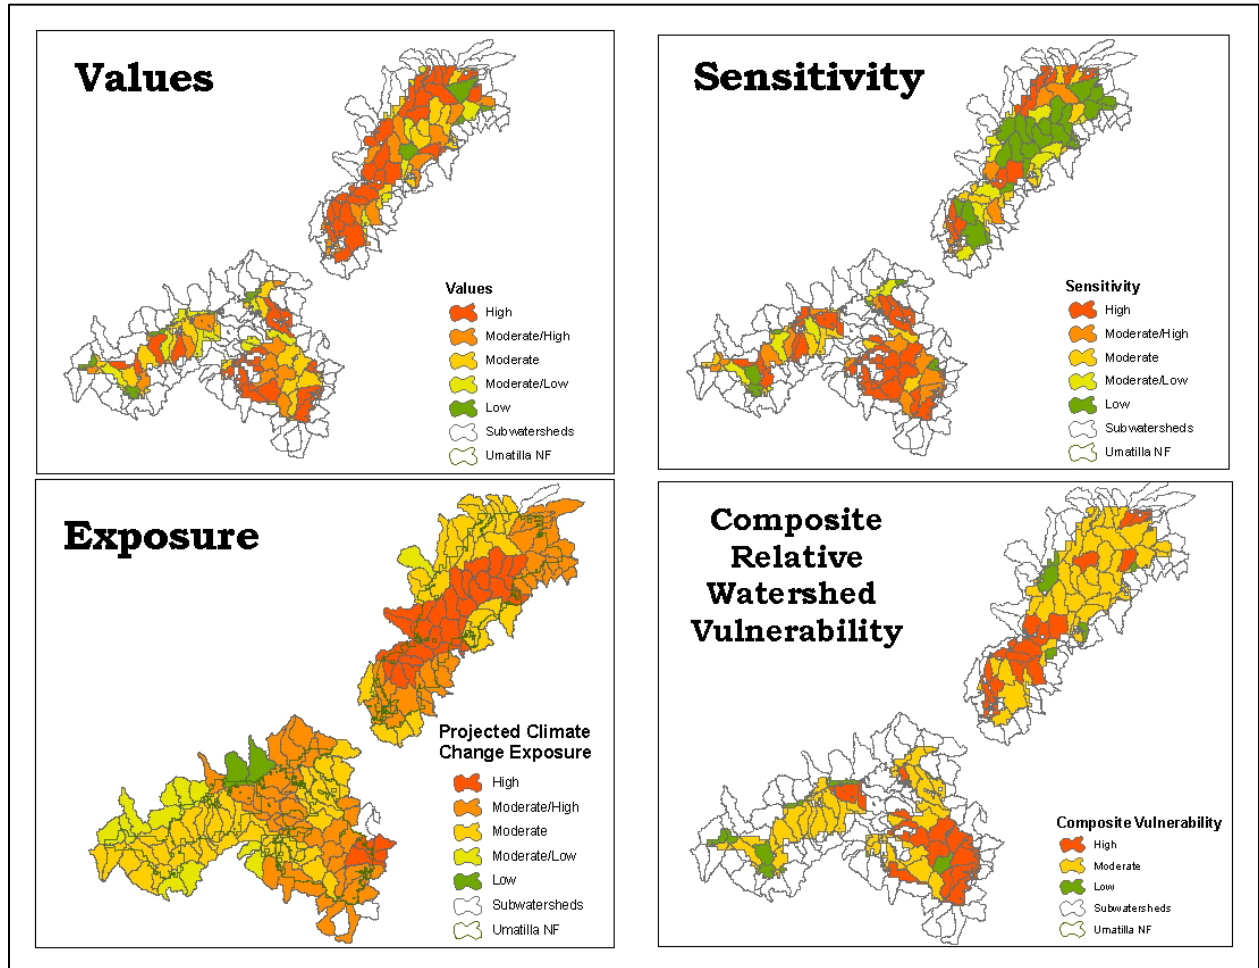 Values
Values
High
Moderate/High
Moderate
Moderate/Low
Low
Subwatersheds
Umatilla NF
Sensitivity
Sensitivity
High
Moderate/High
Moderate
Moderate/Low
Low
Subwatersheds
Umatilla NF
Exposure
Projected Climate
Change Exposure
High
Moderate/High
Moderate
Moderate/Low
Low
Subwatersheds
Umatilla NF
Composite
Relative
Watershed
Vulnerability
Composite Vulnerability
High
Moderate
Low
Subwatersheds
Umatilla NF